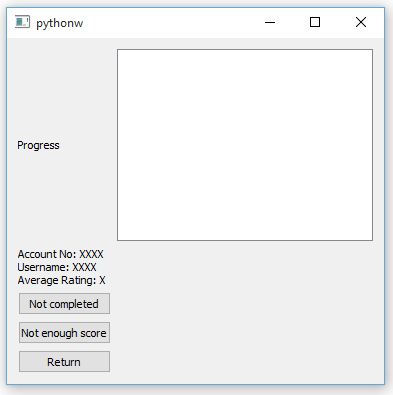 pythonw
Progress
Account No: XXXX
Username: XXXX
Average Rating: X
Not completed
Not enough score
Return